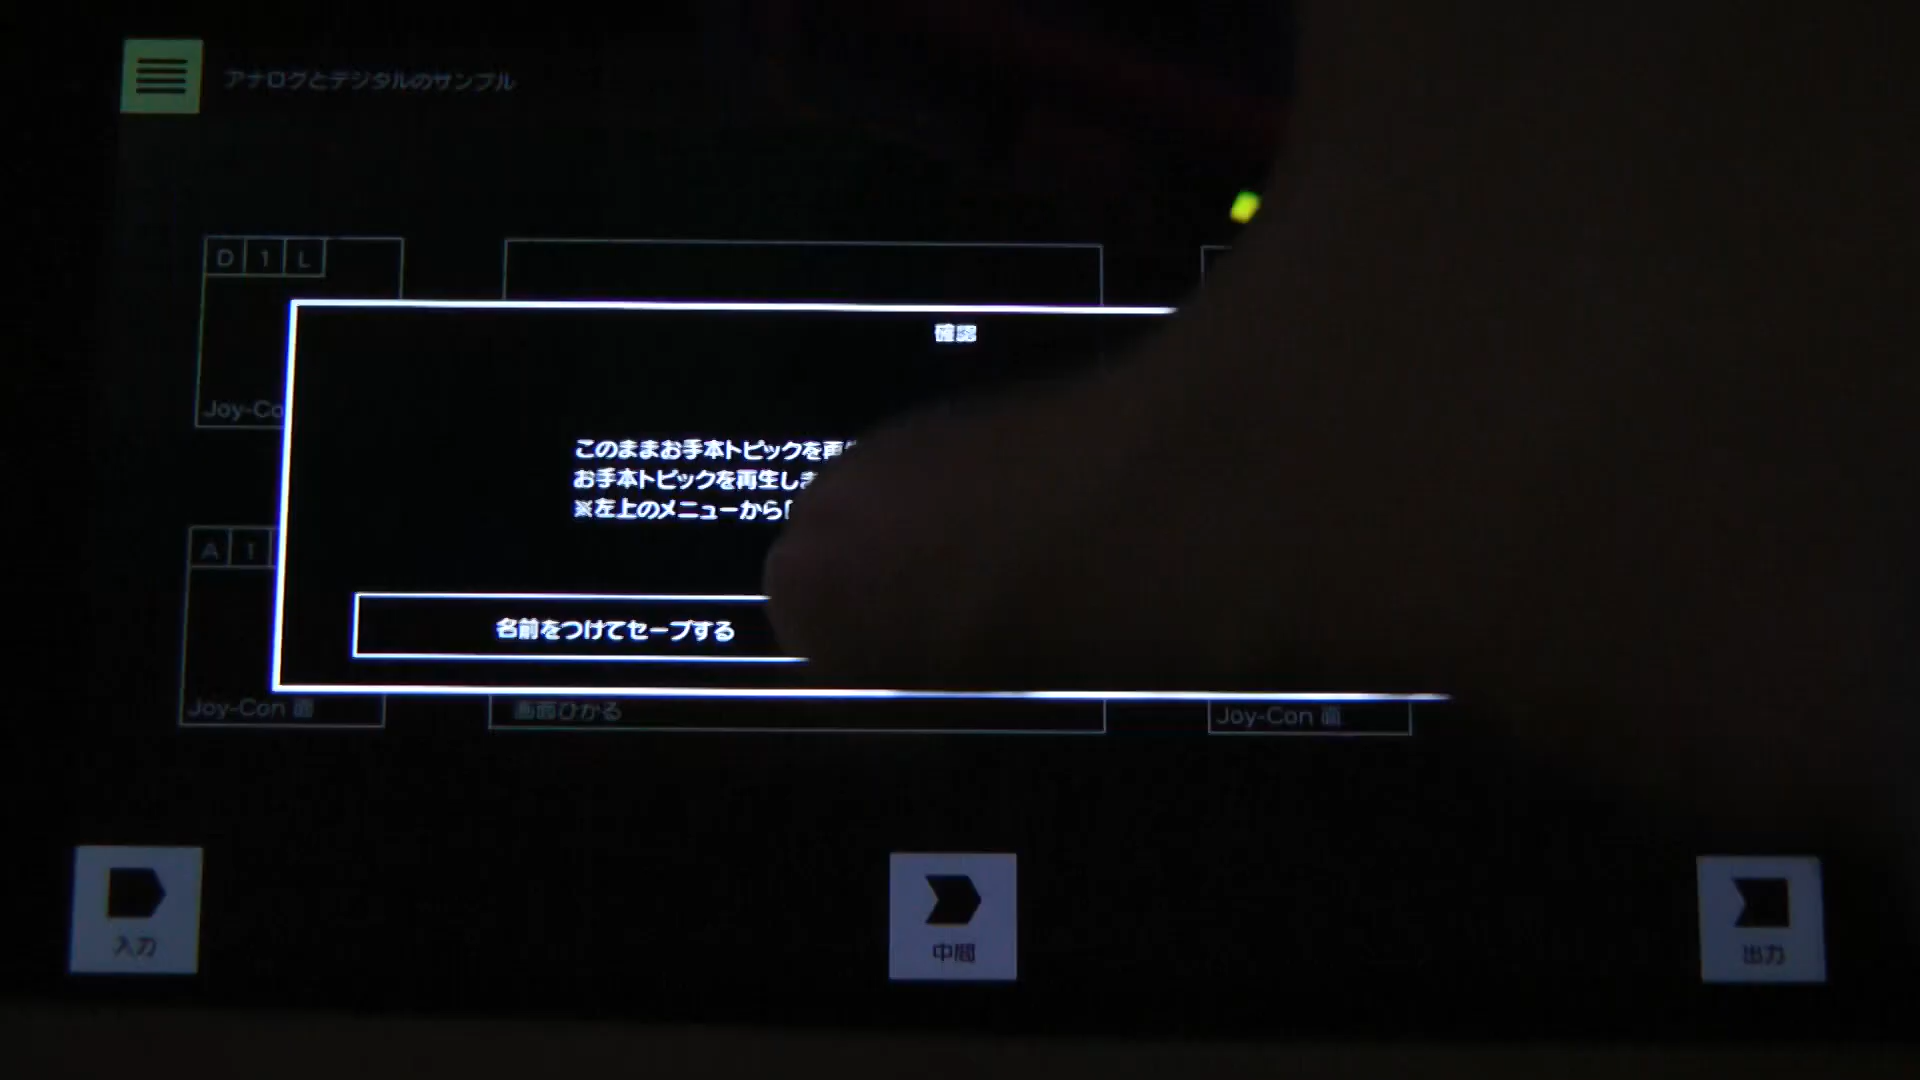 アナログとデジタルのサンプル
D 1 L
確認
Joy-Co
このままお手本トピックを再
お手本トピックを再生しま
※左上のメニューから「
A 1
名前をつけてセーブする
Joy-Con 画
画面ひかる
Joy-Con 画
入力
中間
出力